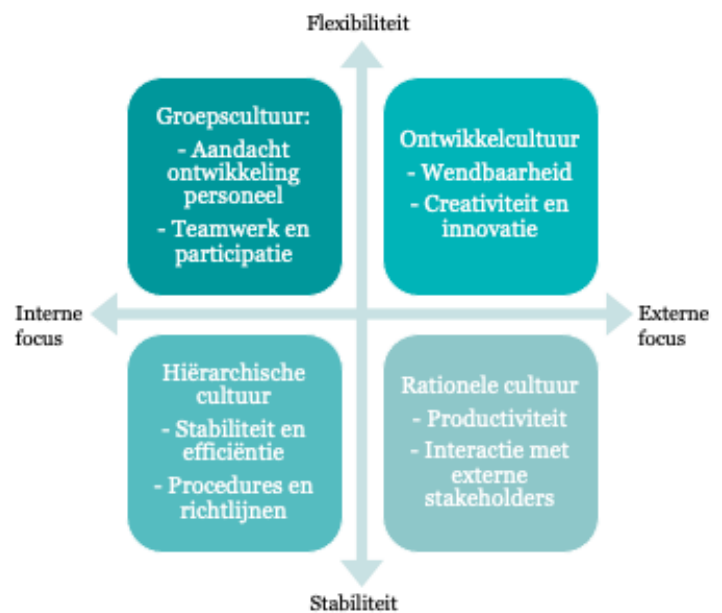 Flexibiliteit
Groepscultuur:
- Aandacht
ontwikkeling
personeel
- Teamwerk en
participatie
Ontwikkelcultuur
- Wendbaarheid
- Creativiteit en
innovatie
Interne
focus
Externe
focus
Hiërarchische
cultuur
- Stabiliteit en
efficiëntie
- Procedures en
richtlijnen
Rationele cultuur
- Productiviteit
- Interactie met
externe
stakeholders
Stabiliteit